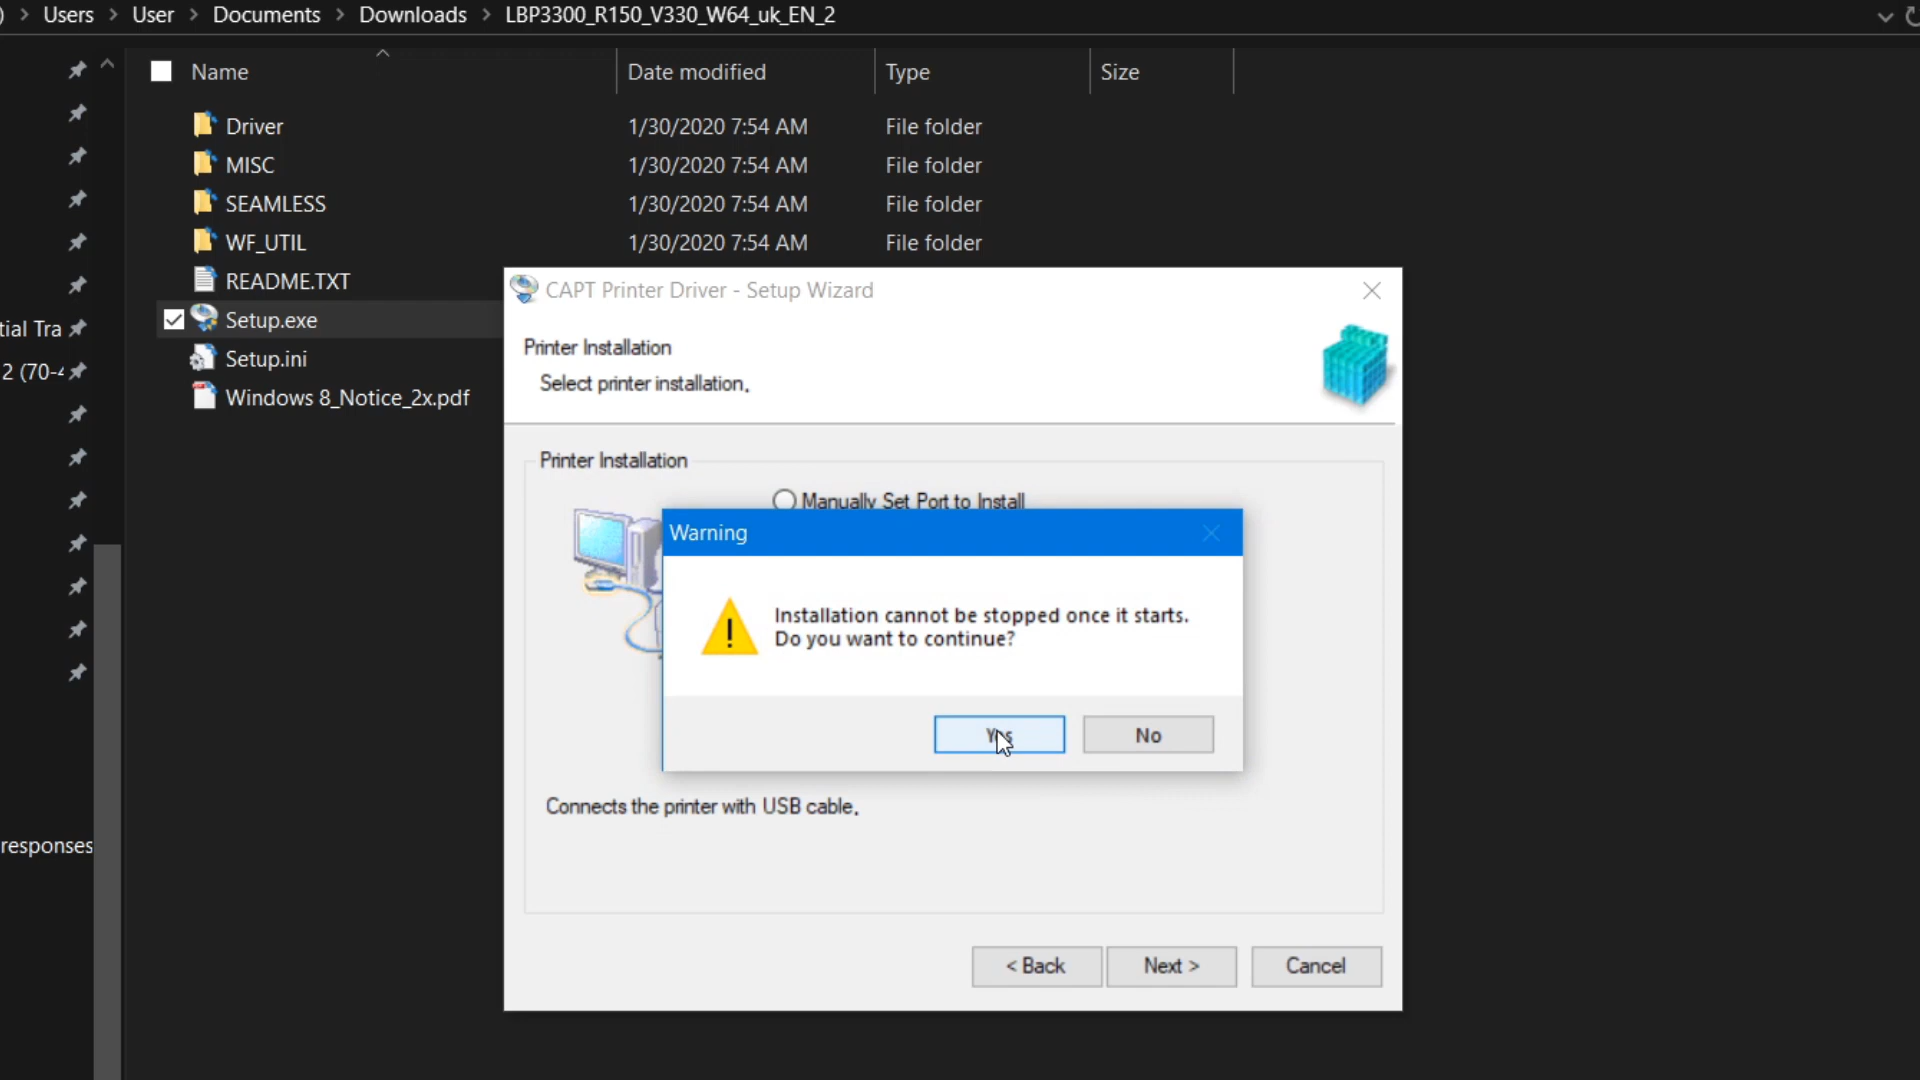 ) > Users > User > Documents > Downloads > LBP3300_R150_V330_W64_uk_EN_2
Name Date modified Type Size
Driver 1/30/2020 7:54 AM File folder
MISC 1/30/2020 7:54 AM File folder
SEAMLESS 1/30/2020 7:54 AM File folder
WF_UTIL 1/30/2020 7:54 AM File folder
README.TXT
Setup.exe
Setup.ini
Windows 8_Notice_2x.pdf
tial Tra
2 (70-4
responses
CAPT Printer Driver - Setup Wizard
Printer Installation
Select printer installation.
Printer Installation
Manually Set Port to Install
Warning
Installation cannot be stopped once it starts.
Do you want to continue?
Yes No
Connects the printer with USB cable.
< Back Next > Cancel